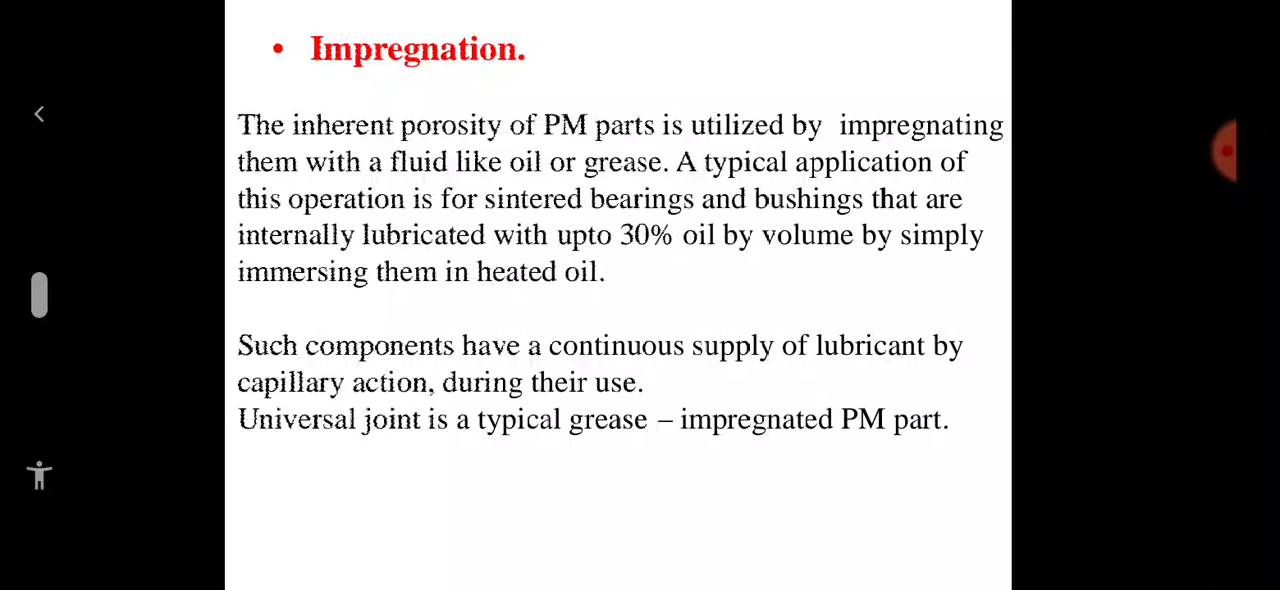 • Impregnation.
The inherent porosity of PM parts is utilized by impregnating
them with a fluid like oil or grease. A typical application of
this operation is for sintered bearings and bushings that are
internally lubricated with upto 30% oil by volume by simply
immersing them in heated oil.
Such components have a continuous supply of lubricant by
capillary action, during their use.
Universal joint is a typical grease – impregnated PM part.